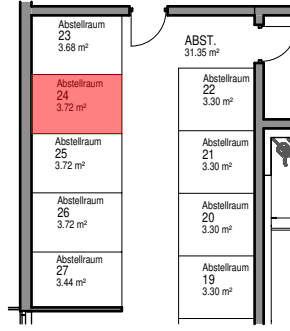 Abstellraum
23
3.68 m²
ABST.
31.35 m²
Abstellraum
24
3.72 m²
Abstellraum
22
3.30 m²
Abstellraum
25
3.72 m²
Abstellraum
21
3.30 m²
Abstellraum
26
3.72 m²
Abstellraum
20
3.30 m²
Abstellraum
27
3.44 m²
Abstellraum
19
3.30 m²